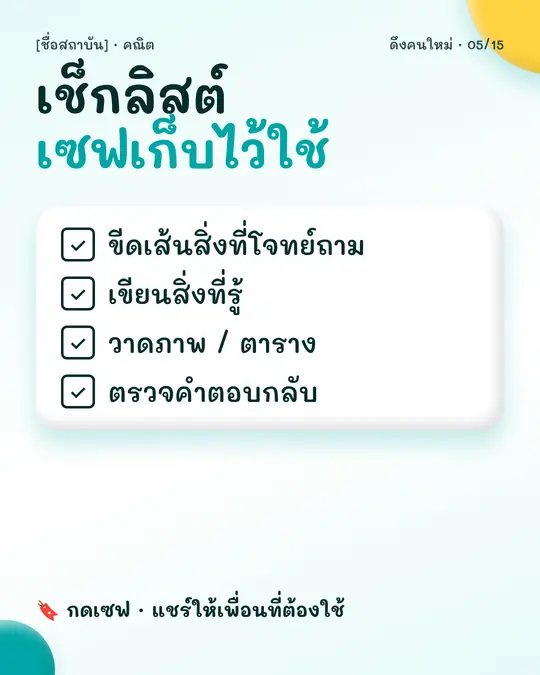 [ชื่อสถาบัน] · คณิต
ดึงคนใหม่ · 05/15
เช็กลิสต์
เซฟเก็บไว้ใช้
ขีดเส้นสิ่งที่โจทย์ถาม
เขียนสิ่งที่รู้
วาดภาพ / ตาราง
ตรวจคำตอบกลับ
กดเซฟ · แชร์ให้เพื่อนที่ต้องใช้